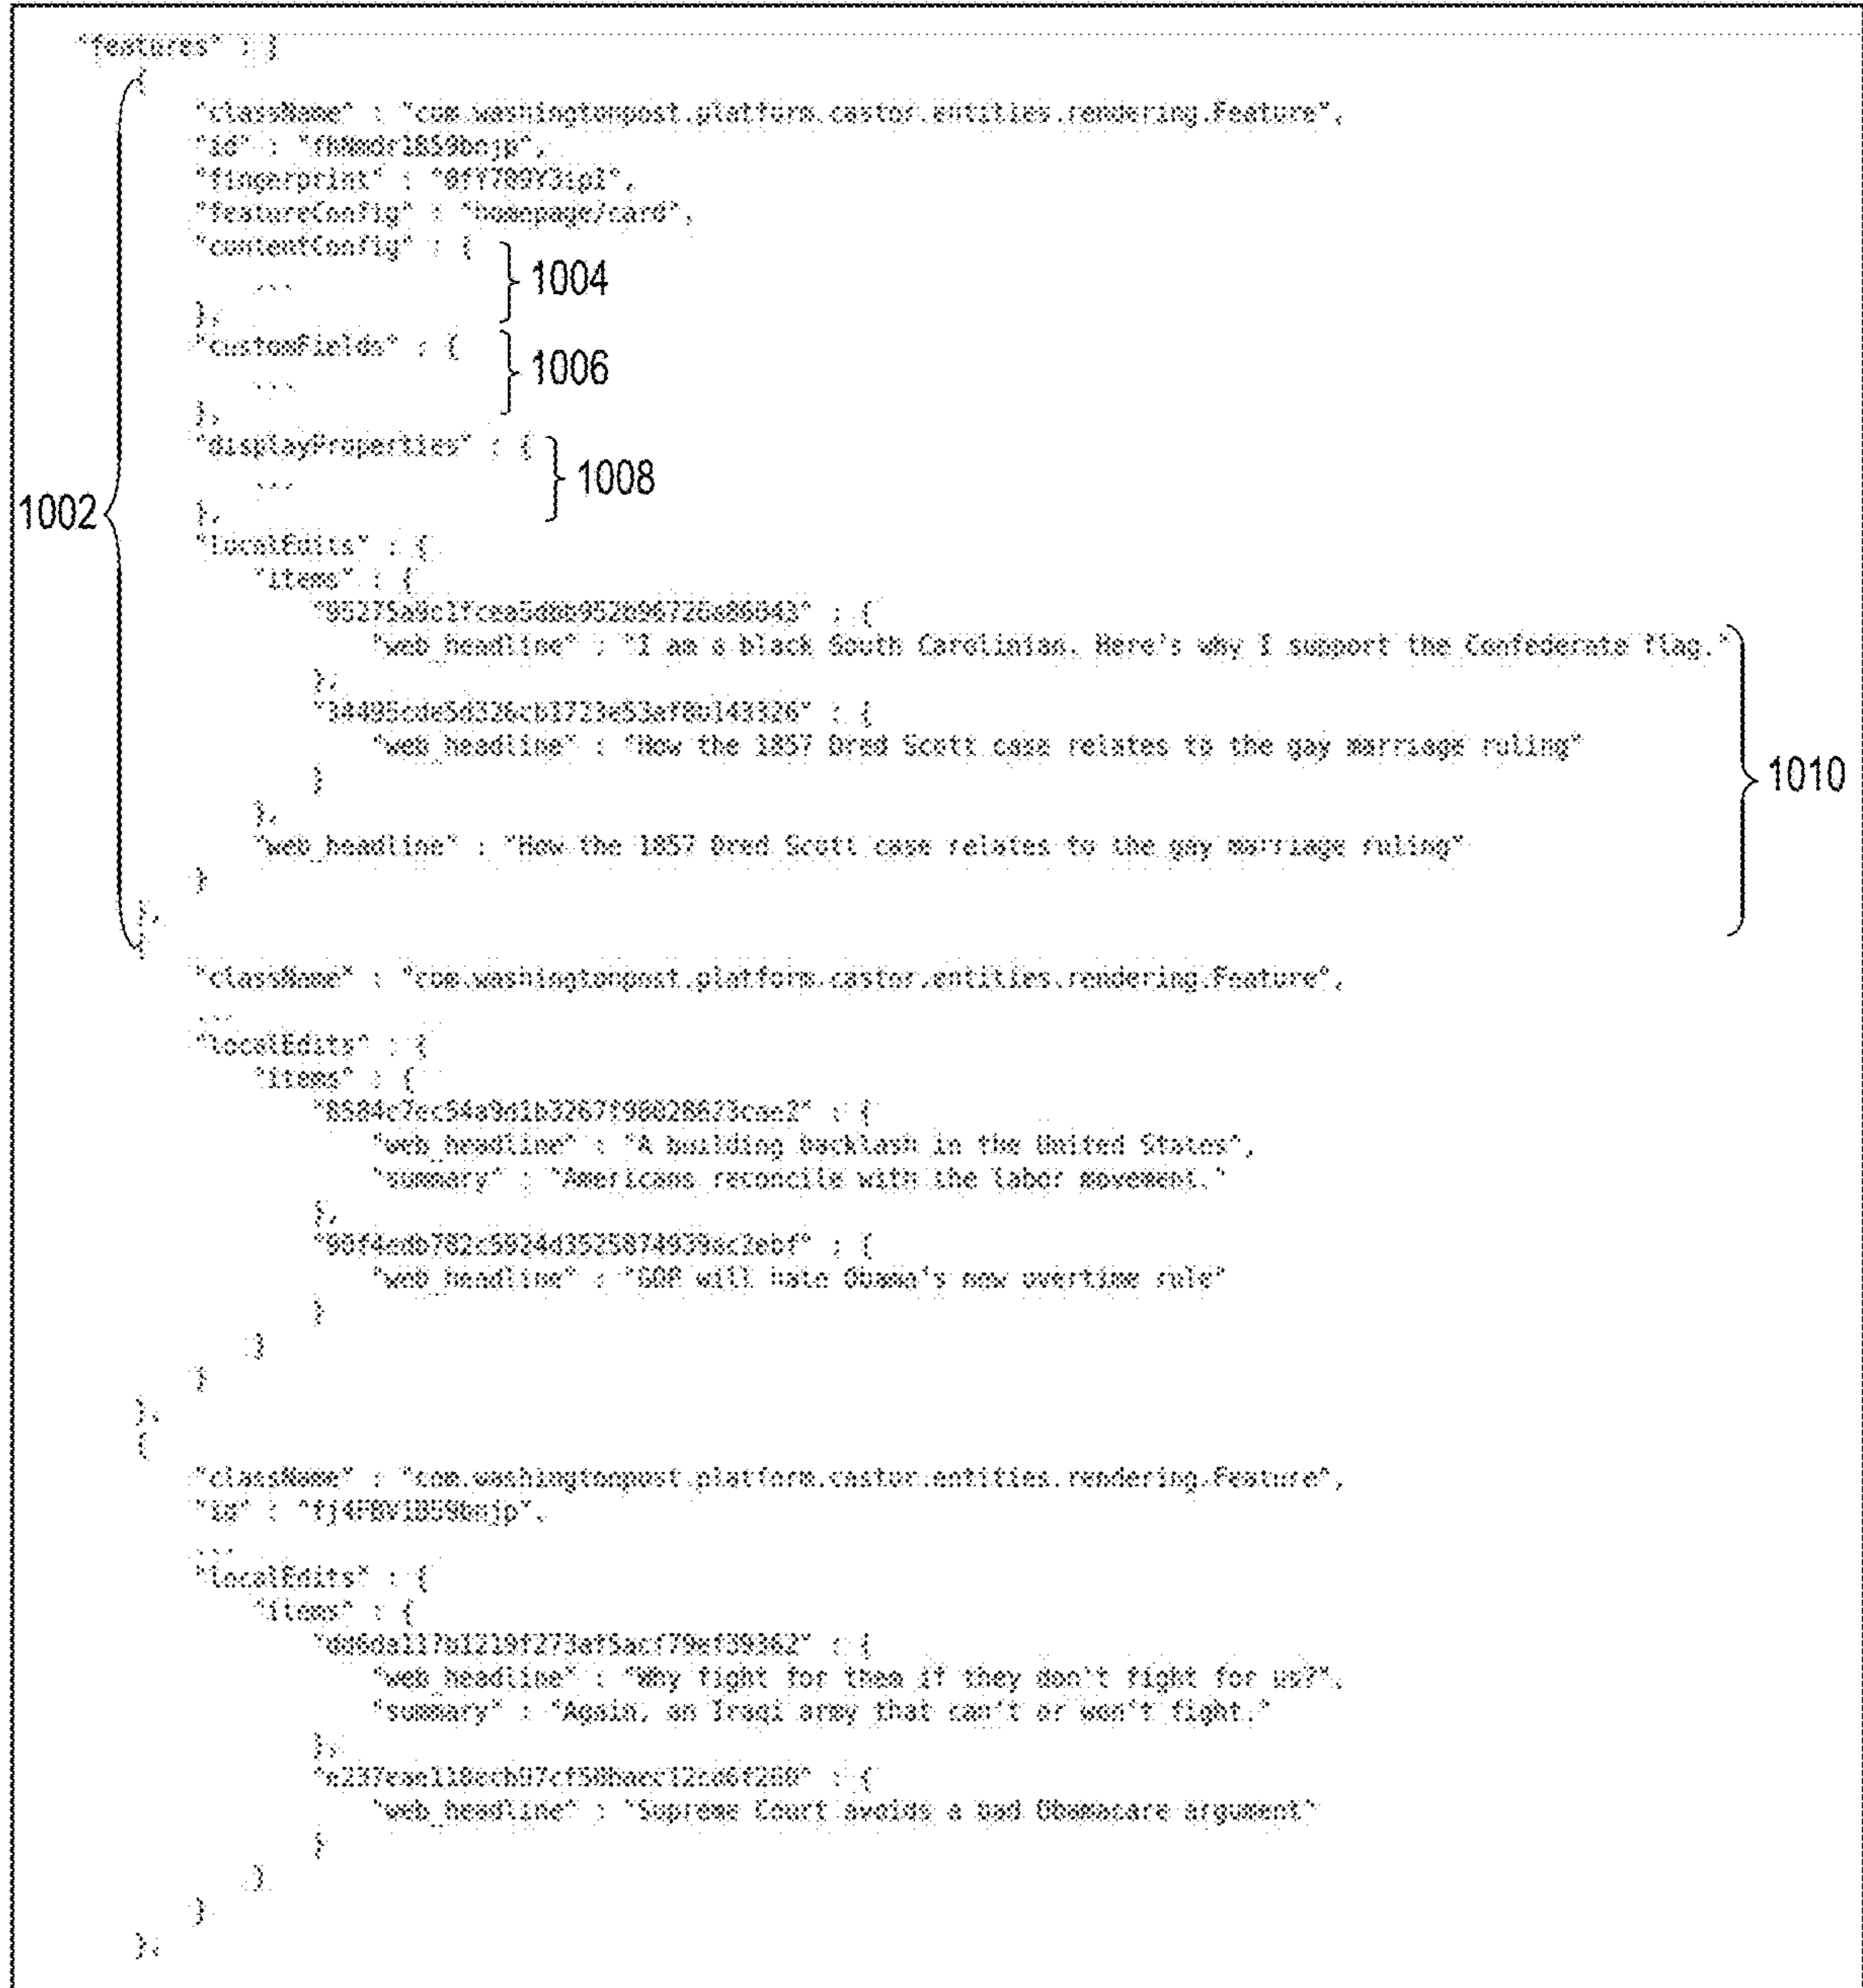 "features" : [
{
"className" : "com.washingtonpost.platform.castor.entities.rendering.Feature",
"id" :
"fingerprint" :
"featureConfig" : "homepage/card",
"contentConfig" : {
...
}, 1004
"customFields" : {
...
}, 1006
"displayProperties" : {
...
}, 1008
1002
"localEdits" : {
"items" : {
: {
"web_headline" : "I am a black South Carolinian. Here's why I support the Confederate flag."
},
: {
"web_headline" : "How the 1857 Dred Scott case relates to the gay marriage ruling"
}
1010
},
"web_headline" : "How the 1857 Dred Scott case relates to the gay marriage ruling"
}
},
{
"className" : "com.washingtonpost.platform.castor.entities.rendering.Feature",
...
"localEdits" : {
"items" : {
: {
"web_headline" : "A building backlash in the United States",
"summary" : "Americans reconcile with the labor movement."
},
: {
"web_headline" : "GOP will hate Obama's new overtime rule"
}
}
}
},
{
"className" : "com.washingtonpost.platform.castor.entities.rendering.Feature",
"id" :
...
"localEdits" : {
"items" : {
: {
"web_headline" : "Why fight for them if they don't fight for us?",
"summary" : "Again, an Iraqi army that can't or won't fight."
},
: {
"web_headline" : "Supreme Court avoids a bad Obamacare argument"
}
}
}
},